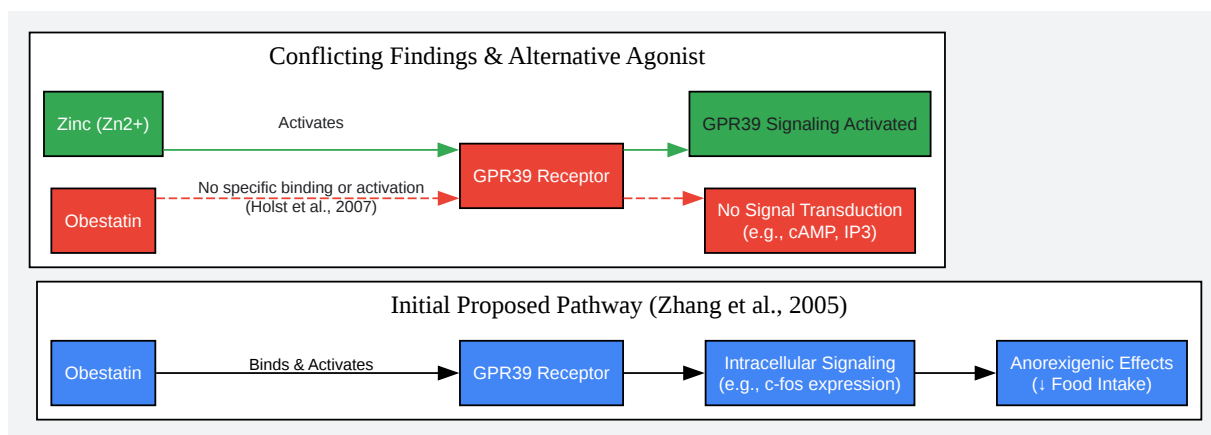 Conflicting Findings & Alternative Agonist
Zinc (Zn2+)
Activates
GPR39 Signaling Activated
GPR39 Receptor
Obestatin
No specific binding or activation
(Holst et al., 2007)
No Signal Transduction
(e.g., cAMP, IP3)
Initial Proposed Pathway (Zhang et al., 2005)
Obestatin
Binds & Activates
GPR39 Receptor
Intracellular Signaling
(e.g., c-fos expression)
Anorexigenic Effects
(↓ Food Intake)